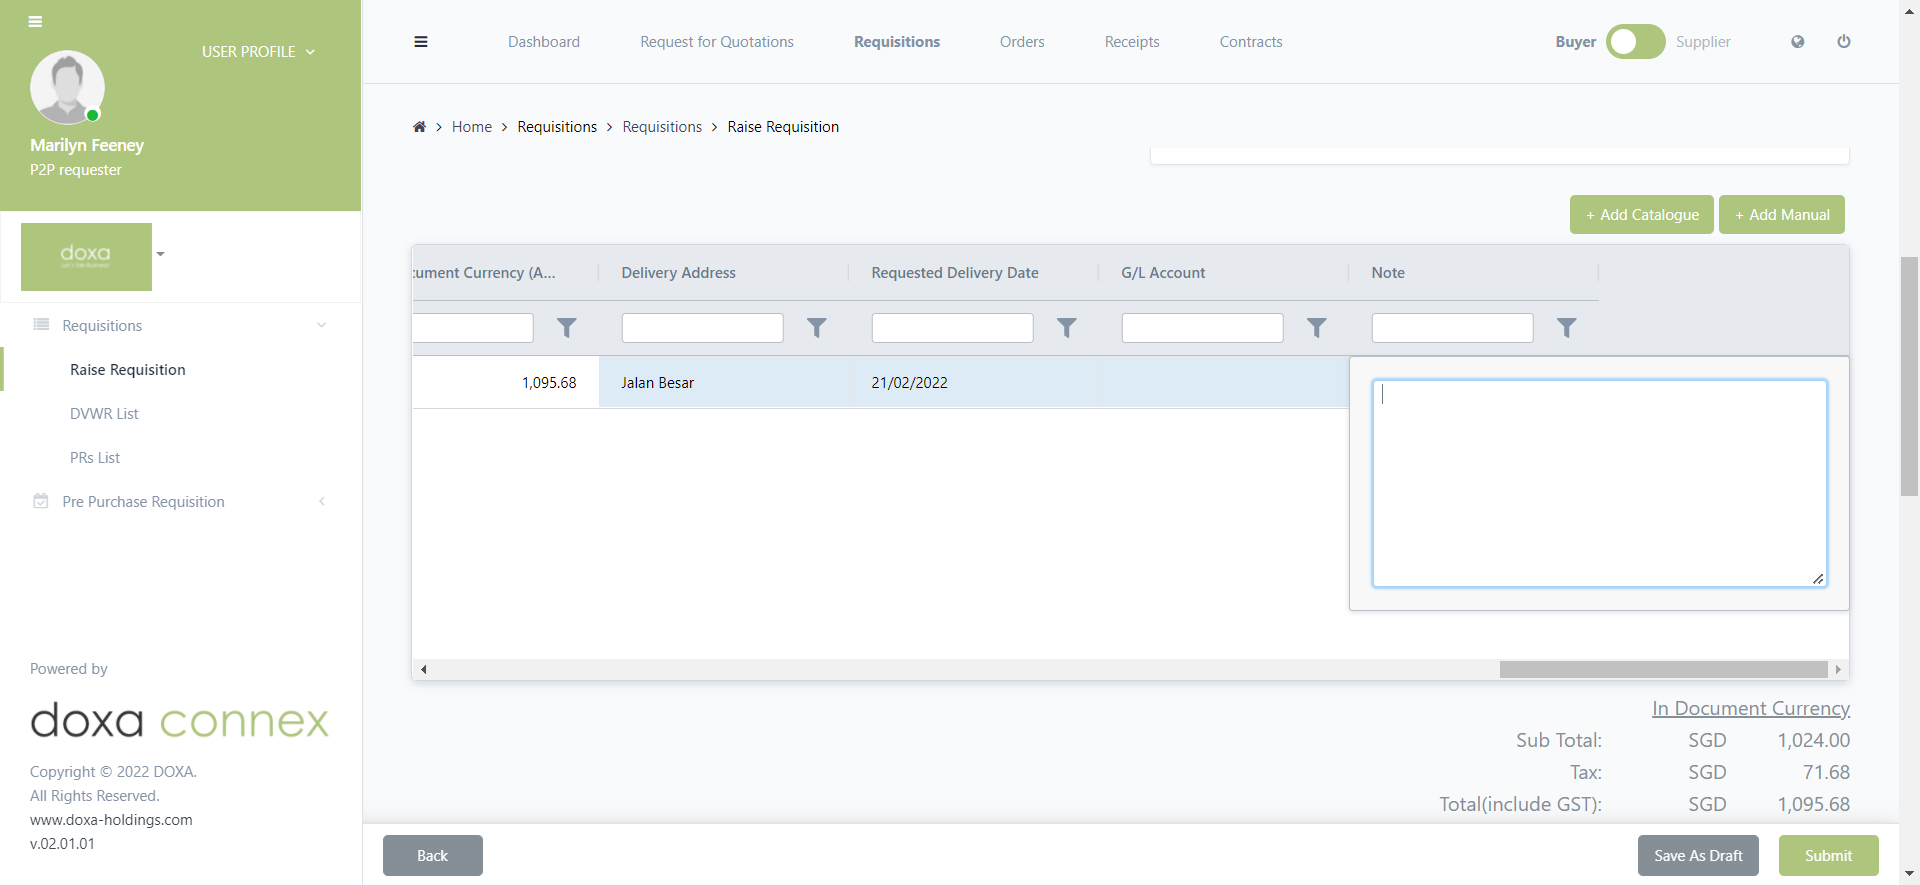 USER PROFILE
Marilyn Feeney
P2P requester
doxa
Requisitions
Raise Requisition
DVWR List
PRs List
Pre Purchase Requisition
Powered by
doxa connex
Copyright © 2022 DOXA.
All Rights Reserved.
www.doxa-holdings.com
v.02.01.01
Dashboard
Request for Quotations
Requisitions
Orders
Receipts
Contracts
Buyer
Supplier
Home
Requisitions
Requisitions
Raise Requisition
+ Add Catalogue
+ Add Manual
cument Currency (A...
Delivery Address
Requested Delivery Date
G/L Account
Note
1,095.68
Jalan Besar
21/02/2022
In Document Currency
Sub Total: SGD 1,024.00
Tax: SGD 71.68
Total(include GST): SGD 1,095.68
Back
Save As Draft
Submit